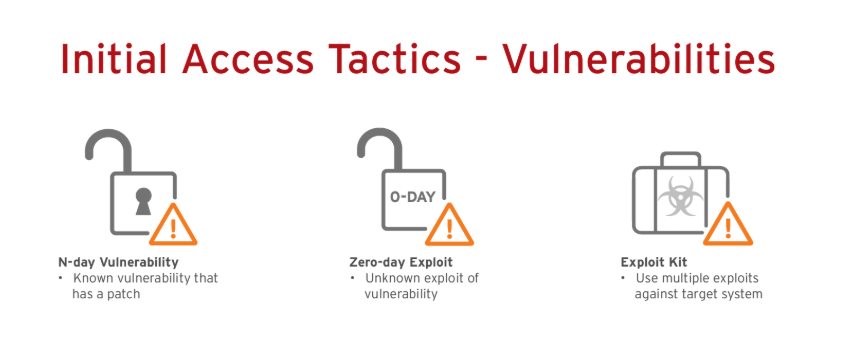 Initial Access Tactics - Vulnerabilities
0-DAY
N-day Vulnerability
• Known vulnerability that
has a patch
Zero-day Exploit
• Unknown exploit of
vulnerability
Exploit Kit
• Use multiple exploits
against target system